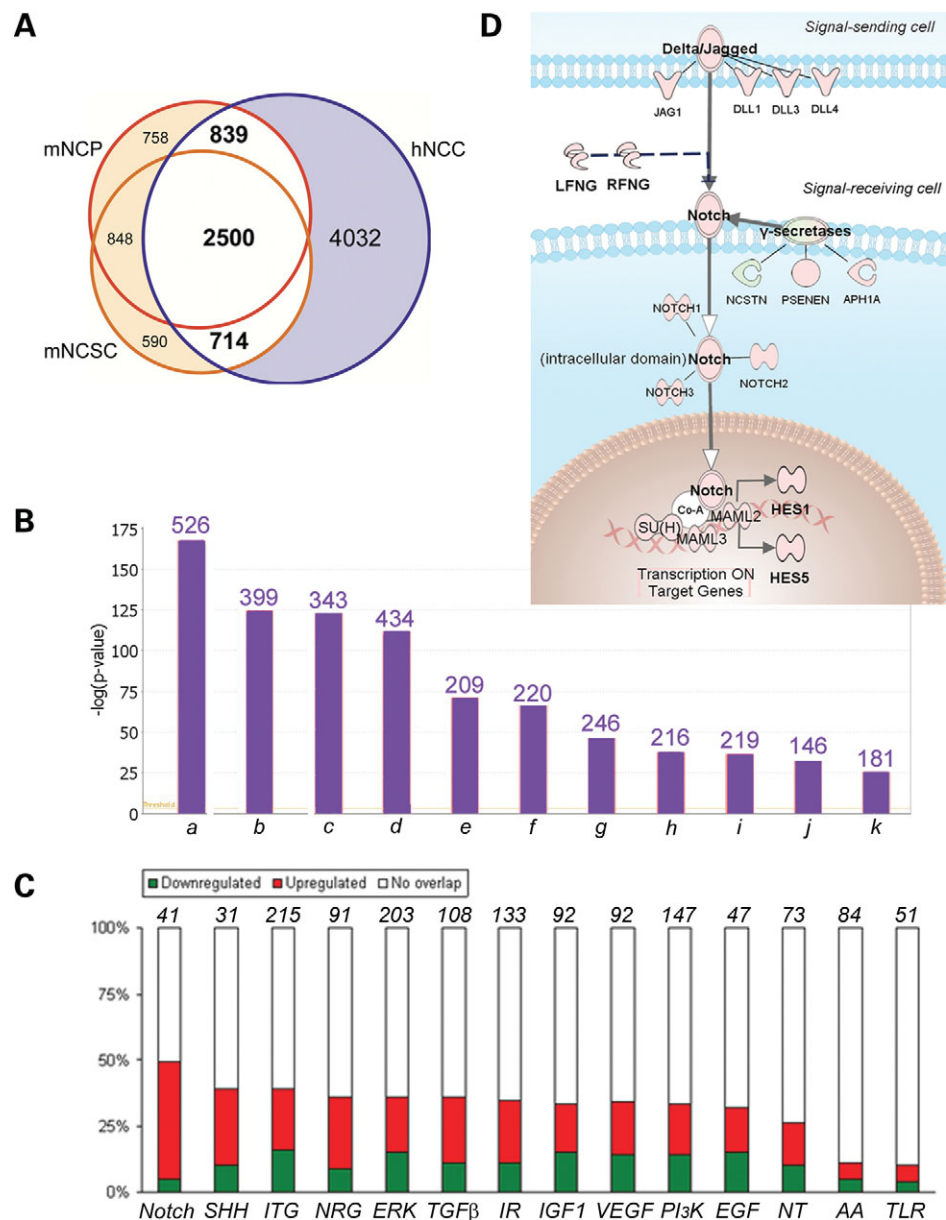 A
mNCP
758
839
hNCC
848
2500
4032
mNCSC
590
714
D
Signal-sending cell
Delta/Jagged
JAG1
DLL1
DLL3
DLL4
LFNG
RFNG
Signal-receiving cell
Notch
γ-secretases
NCSTN
PSENEN
APH1A
NOTCH1
(intracellular domain)
Notch
NOTCH2
NOTCH3
Notch
Co-A
MAML2
HES1
SU(H)
MAML3
HES5
Transcription ON
Target Genes
B
-log(p-value)
175
150
125
100
75
50
25
0
Threshold
526
399
343
434
209
220
246
216
219
146
181
a b c d e f g h i j k
C
Downregulated Upregulated No overlap
41 31 215 91 203 108 133 92 92 147 47 73 84 51
100%
75%
50%
25%
0%
Notch SHH ITG NRG ERK TGFβ IR IGF1 VEGF PI3K EGF NT AA TLR